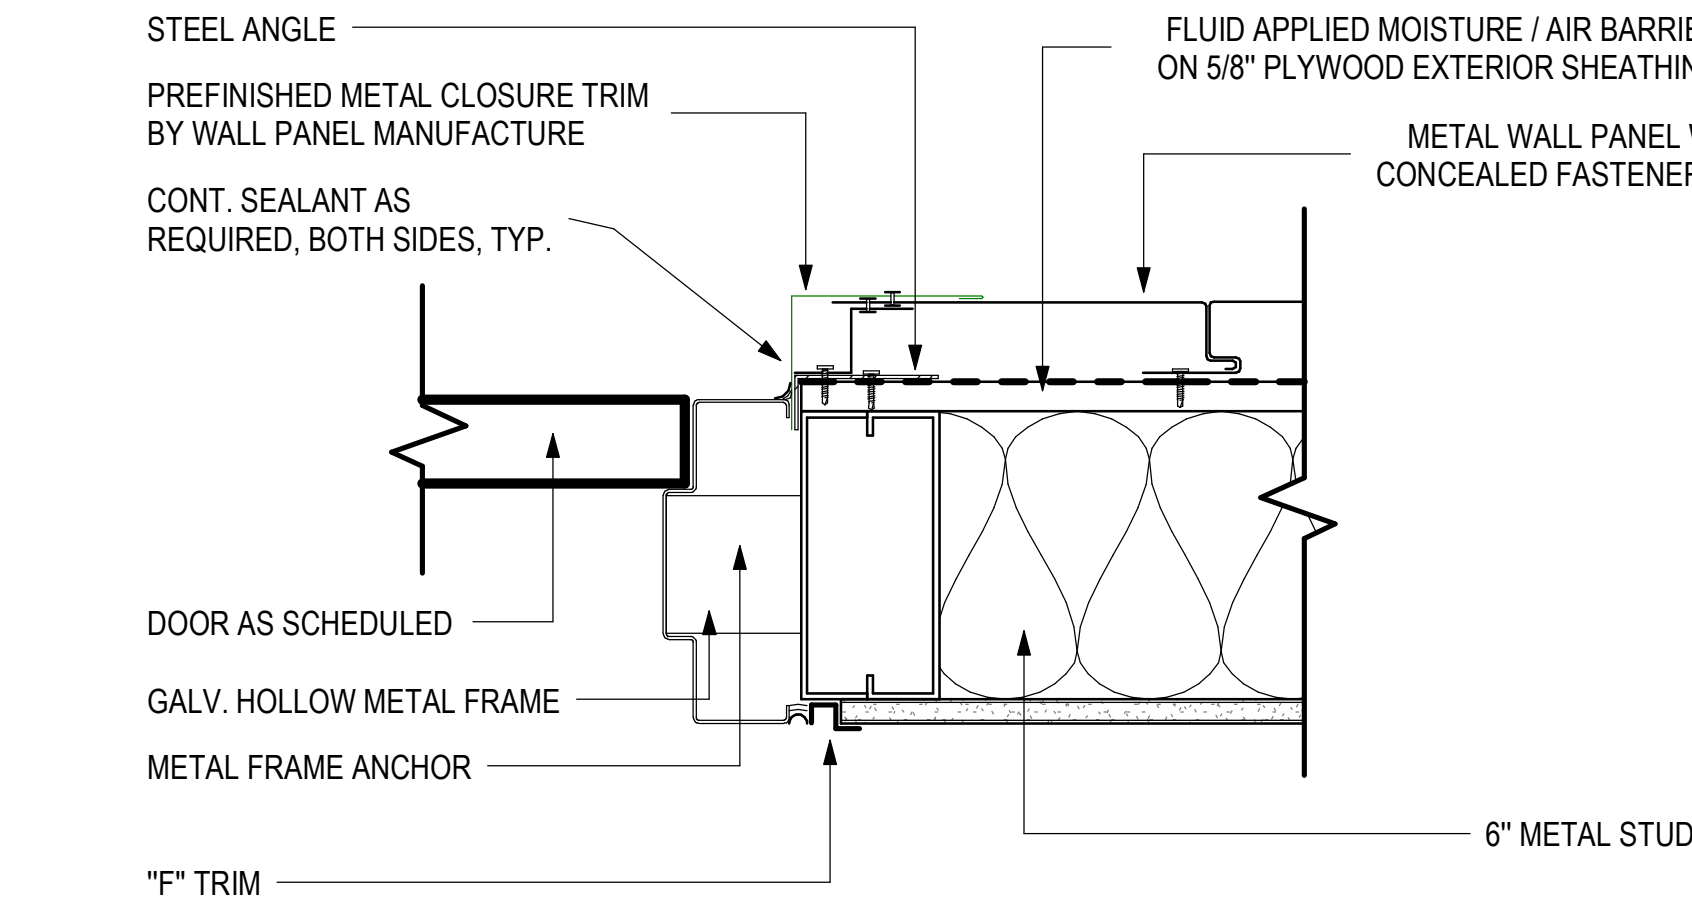 STEEL ANGLE
PREFINISHED METAL CLOSURE TRIM
BY WALL PANEL MANUFACTURE
CONT. SEALANT AS
REQUIRED, BOTH SIDES, TYP.
FLUID APPLIED MOISTURE / AIR
ON 5/8" PLYWOOD EXTERIOR
METAL WALL PANEL
CONCEALED
DOOR AS SCHEDULED
GALV. HOLLOW METAL FRAME
METAL FRAME ANCHOR
"F" TRIM
6" METAL STUD